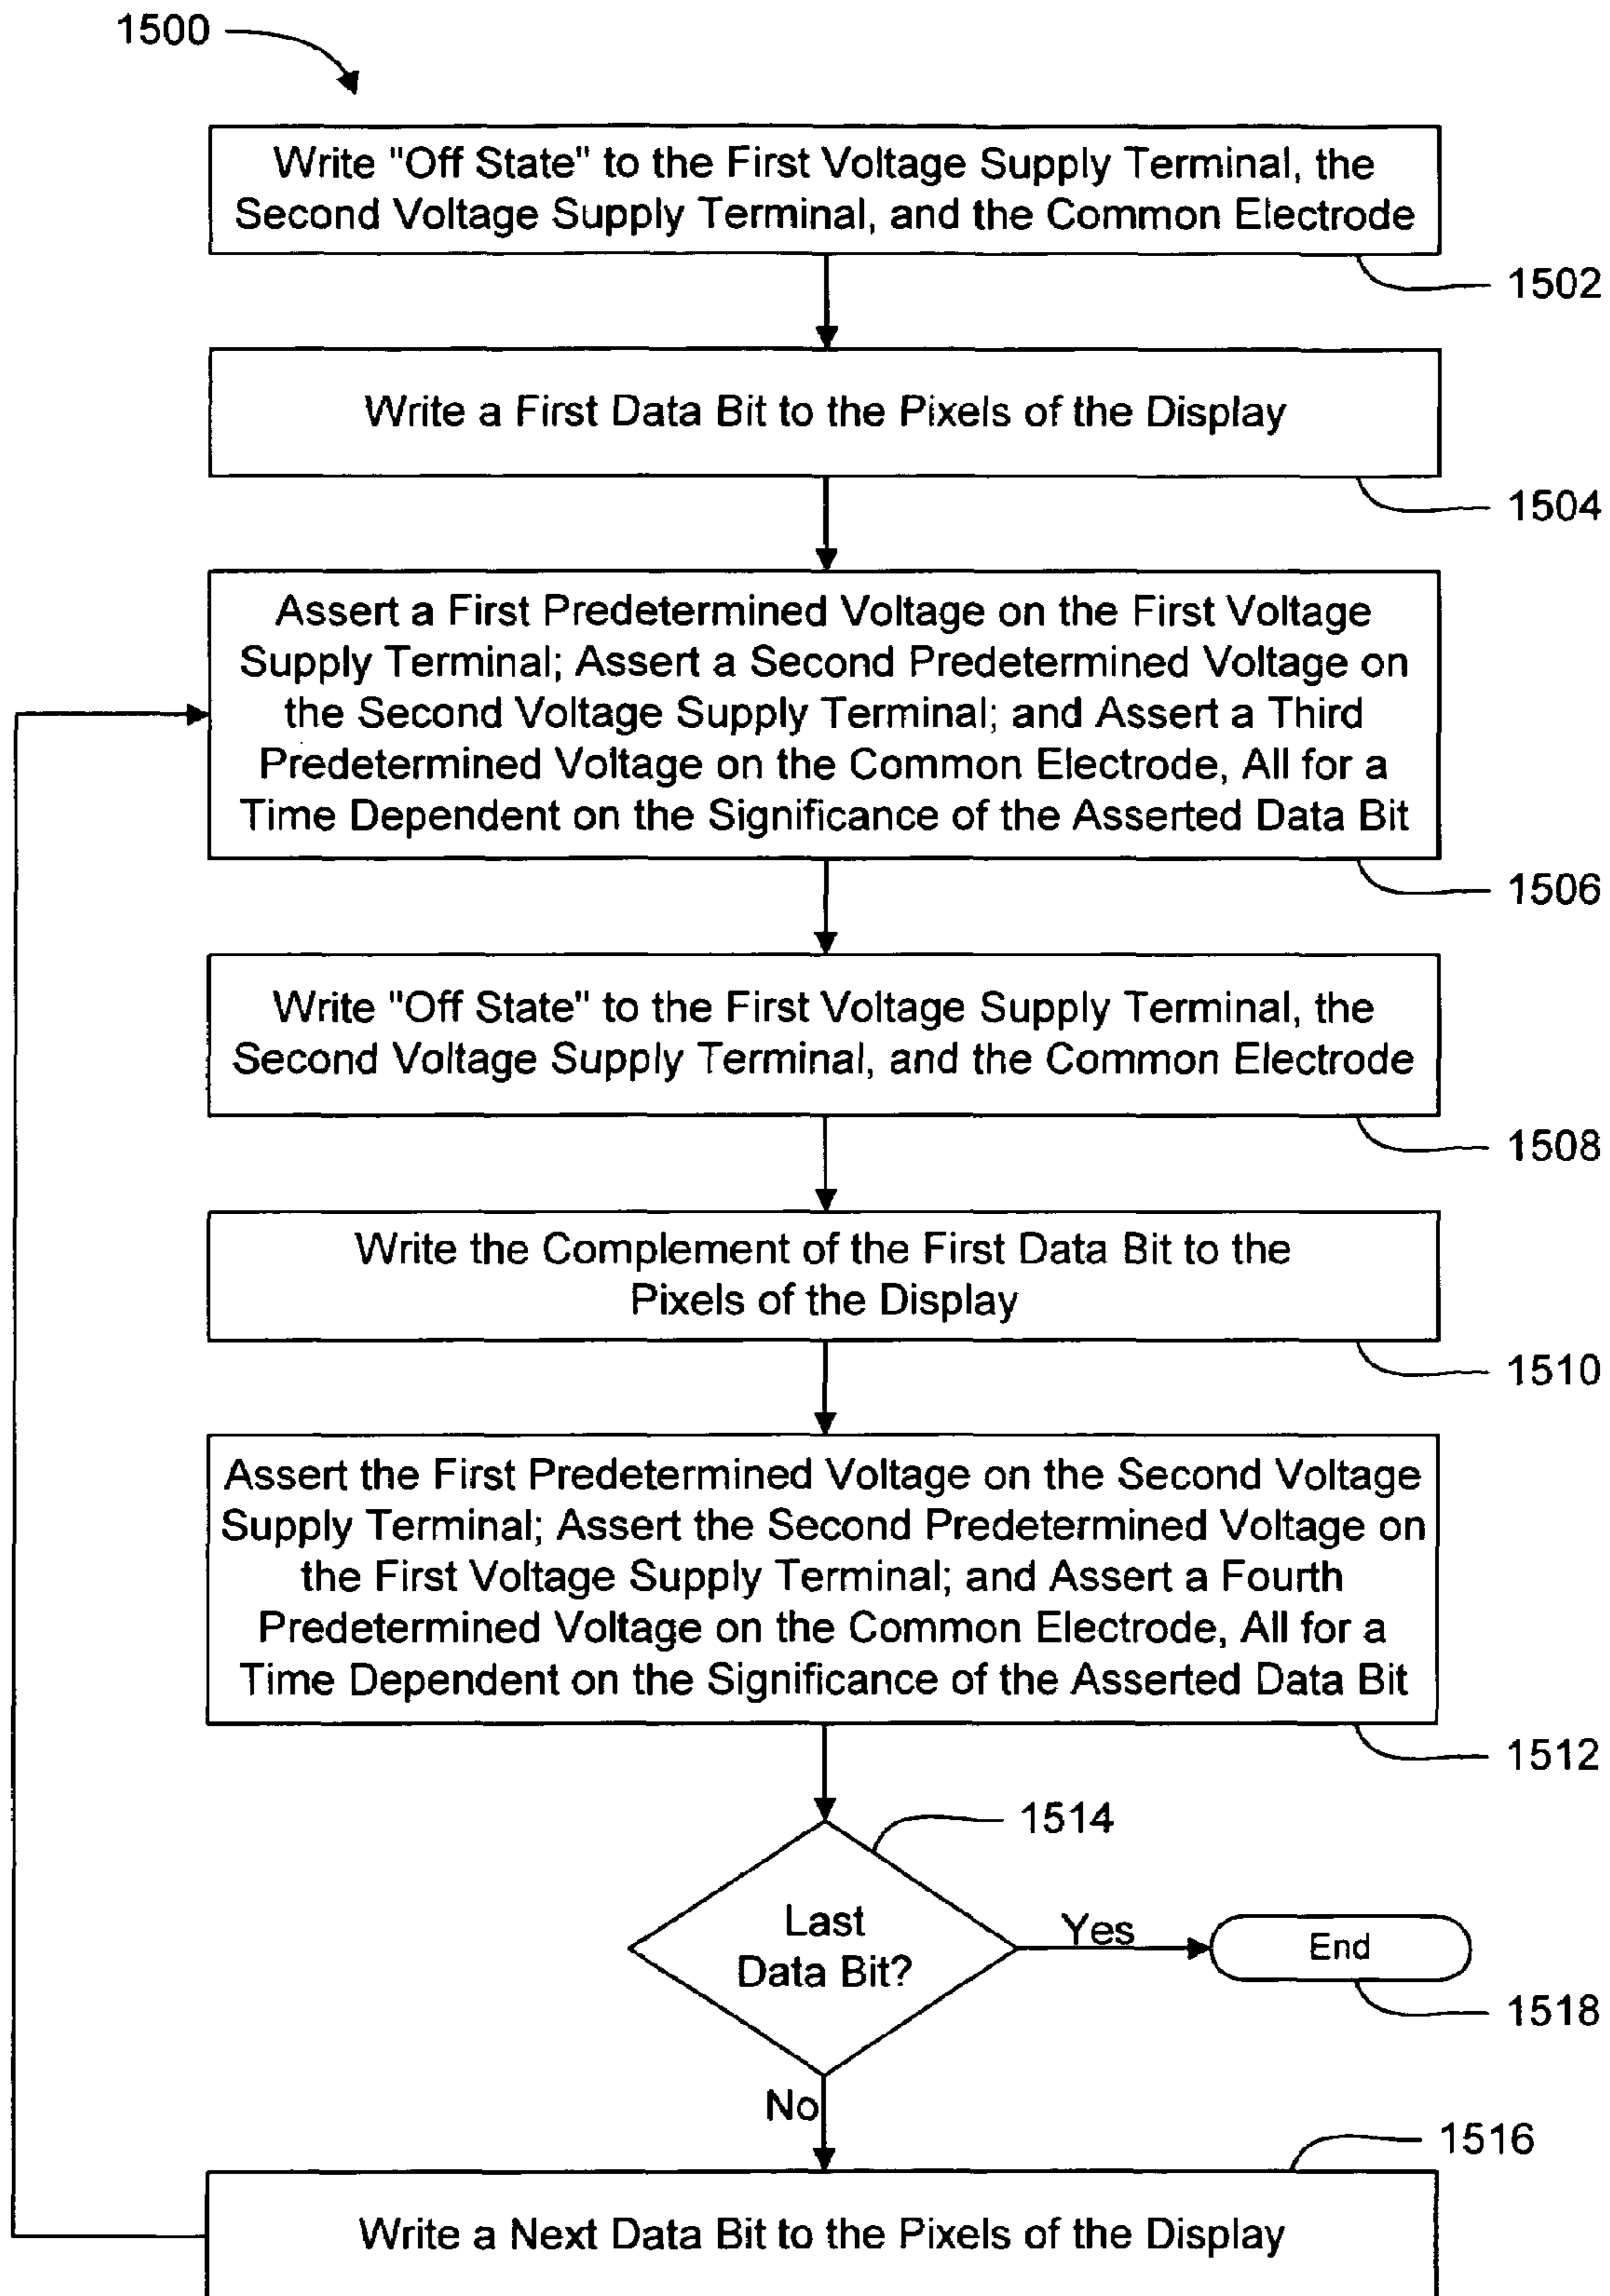 1500
Write "Off State" to the First Voltage Supply Terminal, the
Second Voltage Supply Terminal, and the Common Electrode
1502
Write a First Data Bit to the Pixels of the Display
1504
Assert a First Predetermined Voltage on the First Voltage
Supply Terminal; Assert a Second Predetermined Voltage on
the Second Voltage Supply Terminal; and Assert a Third
Predetermined Voltage on the Common Electrode, All for a
Time Dependent on the Significance of the Asserted Data Bit
1506
Write "Off State" to the First Voltage Supply Terminal, the
Second Voltage Supply Terminal, and the Common Electrode
1508
Write the Complement of the First Data Bit to the
Pixels of the Display
1510
Assert the First Predetermined Voltage on the Second Voltage
Supply Terminal; Assert the Second Predetermined Voltage on
the First Voltage Supply Terminal; and Assert a Fourth
Predetermined Voltage on the Common Electrode, All for a
Time Dependent on the Significance of the Asserted Data Bit
1512
1514
Last
Data Bit?
Yes
End
1518
No
1516
Write a Next Data Bit to the Pixels of the Display